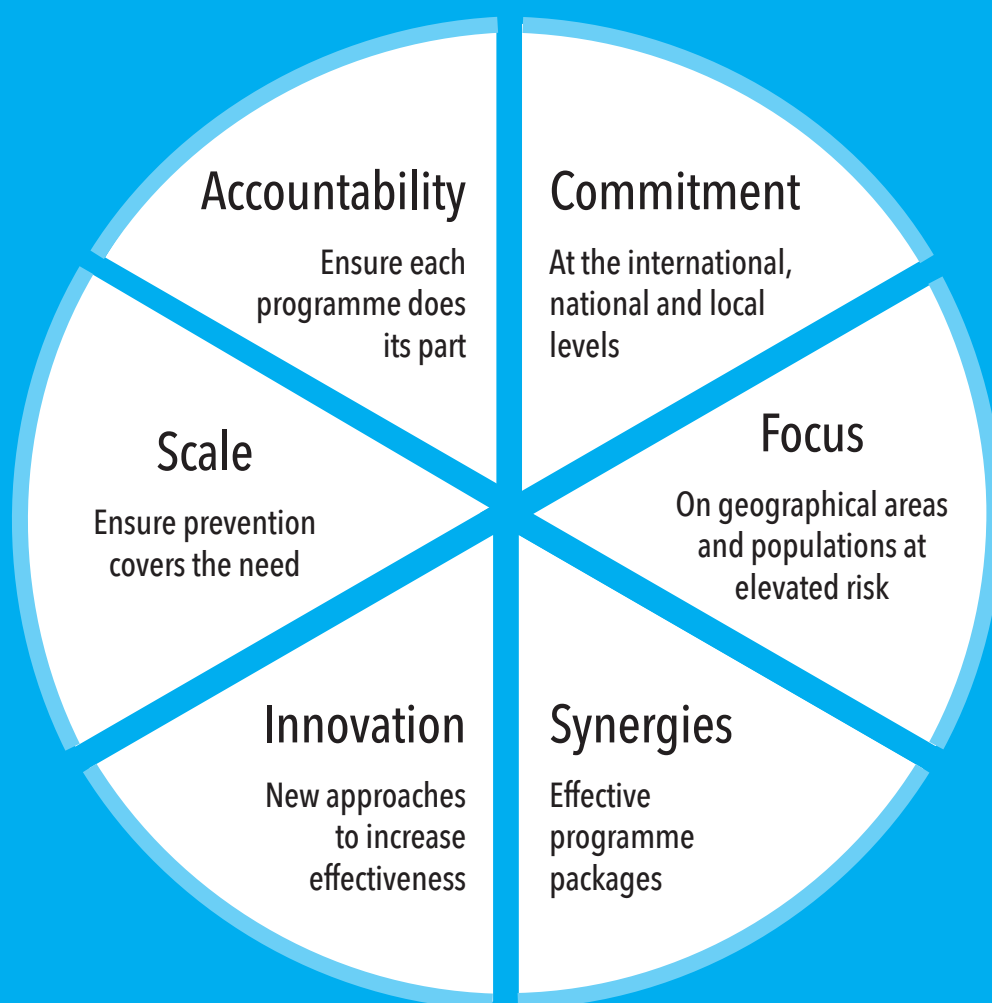 Accountability
Ensure each
programme does
its part
Commitment
At the international,
national and local
levels
Focus
On geographical areas
and populations at
elevated risk
Synergies
Effective
programme
packages
Innovation
New approaches
to increase
effectiveness
Scale
Ensure prevention
covers the need